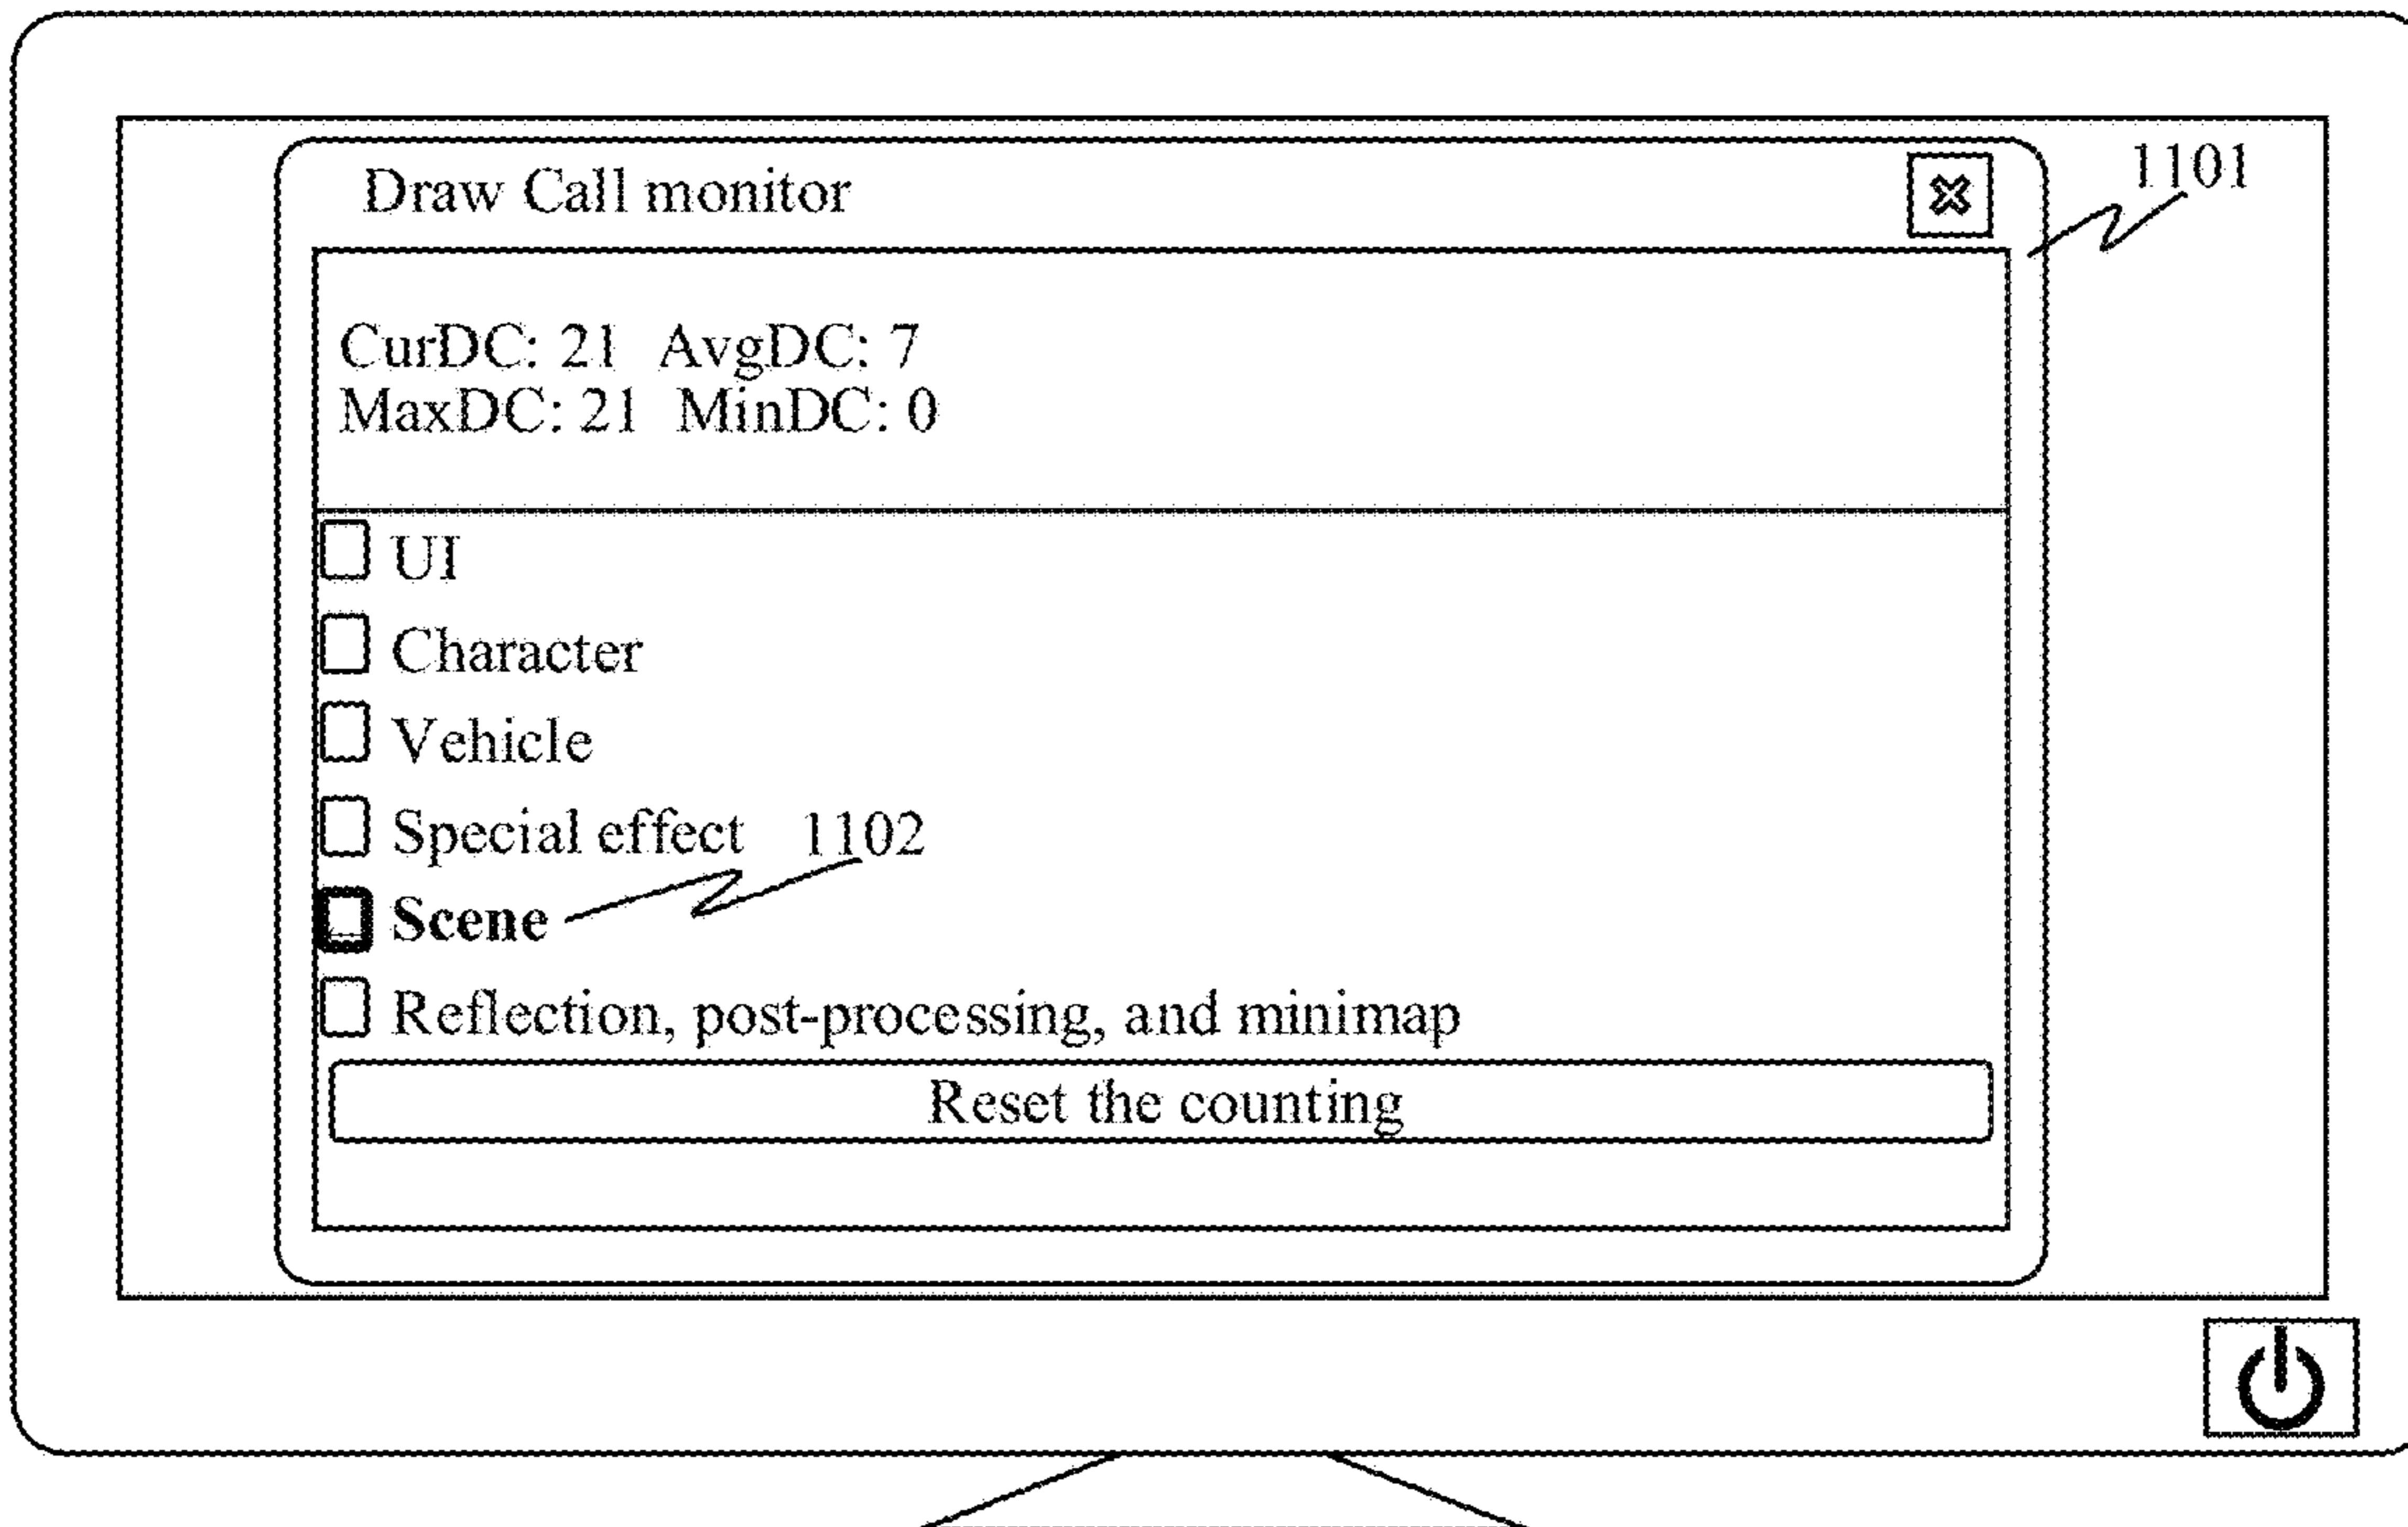 Draw Call monitor
1101
CurDC: 21 AvgDC: 7
MaxDC: 21 MinDC: 0
UI
Character
Vehicle
Special effect 1102
Scene
Reflection, post-processing, and minimap
Reset the counting